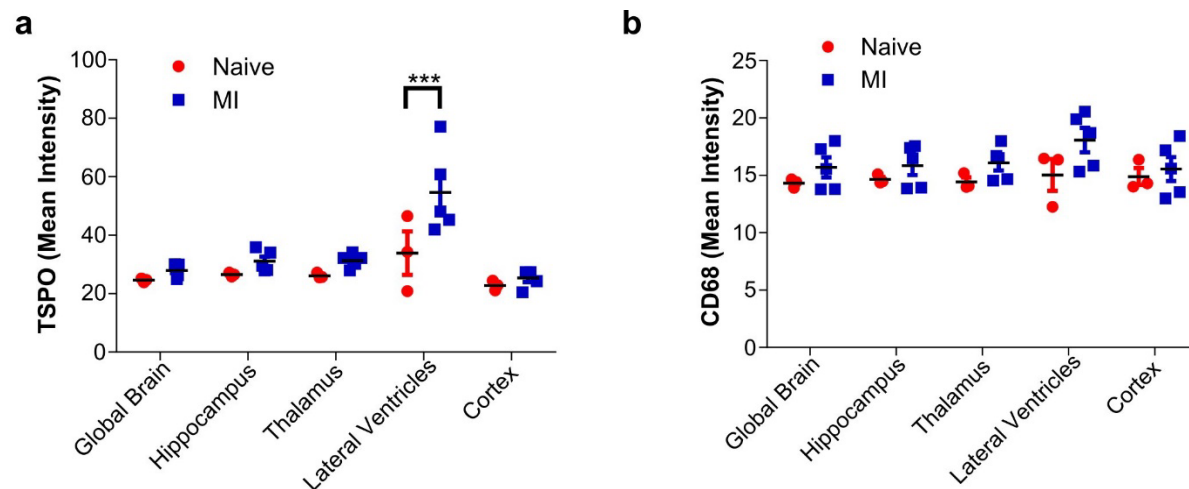 a
TSPO (Mean Intensity)
100
80
60
40
20
0
Naive
MI
***
Global Brain
Hippocampus
Thalamus
Lateral Ventricles
Cortex
b
CD68 (Mean Intensity)
25
20
15
10
5
0
Naive
MI
Global Brain
Hippocampus
Thalamus
Lateral Ventricles
Cortex